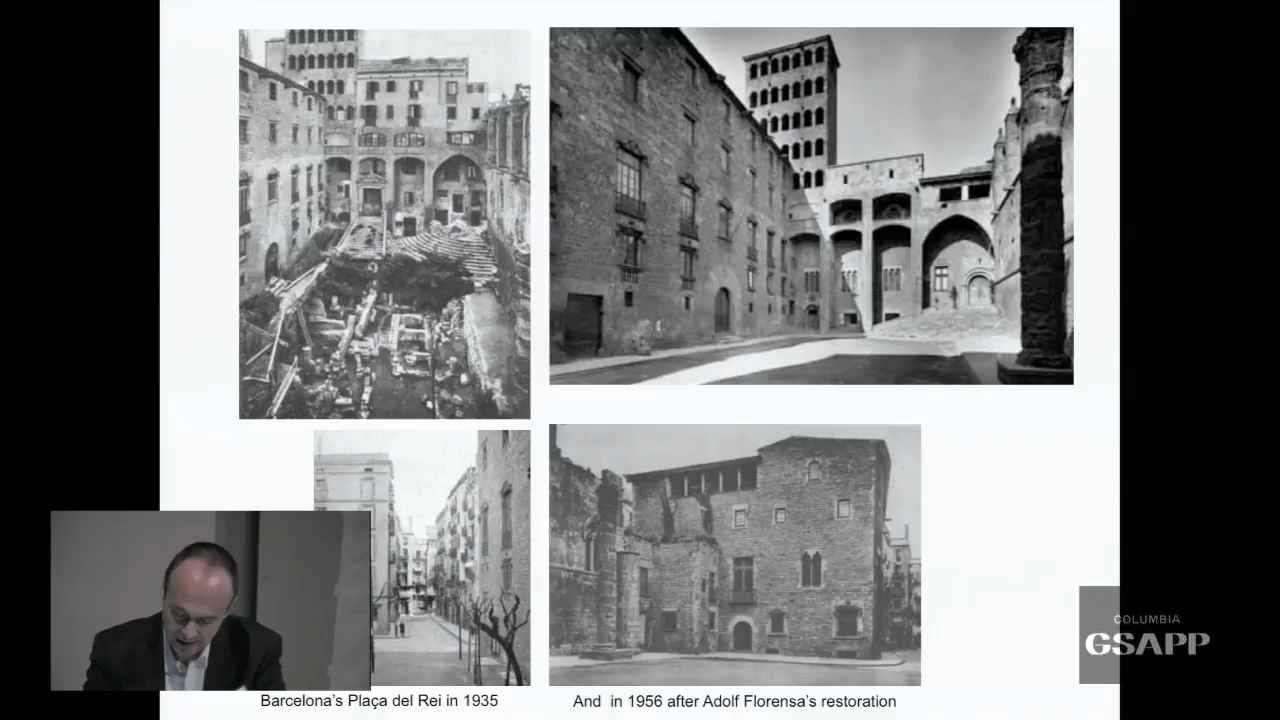 COLUMBIA
GSAPP
Barcelona's Plaça del Rei in 1935
And in 1956 after Adolf Florensa's restoration